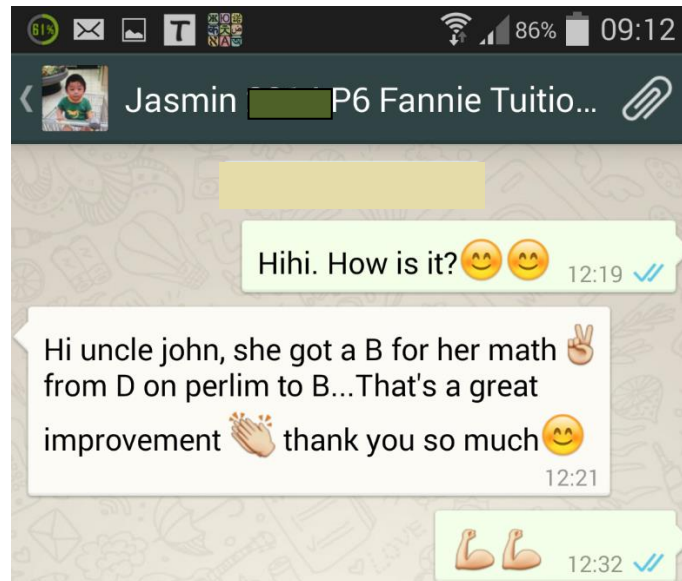 61%
T
86%
09:12
Jasmin P6 Fannie Tuitio...
Hihi. How is it?😊😊
12:19
Hi uncle john, she got a B for her math ✌
from D on perlim to B...That's a great
improvement 👏 thank you so much😊
12:21
💪💪
12:32